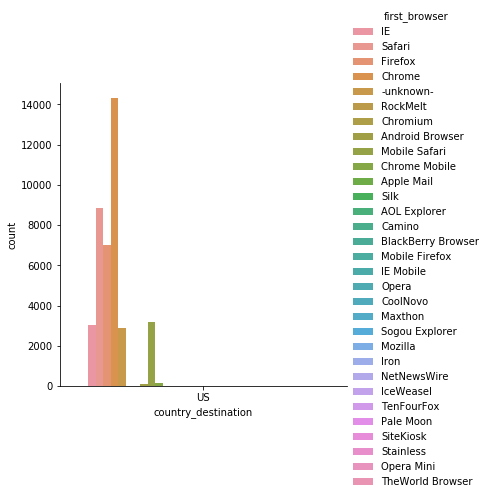 first_browser
IE
Safari
Firefox
Chrome
-unknown-
RockMelt
Chromium
Android Browser
Mobile Safari
Chrome Mobile
Apple Mail
Silk
AOL Explorer
Camino
BlackBerry Browser
Mobile Firefox
IE Mobile
Opera
CoolNovo
Maxthon
Sogou Explorer
Mozilla
Iron
NetNewsWire
IceWeasel
TenFourFox
Pale Moon
SiteKiosk
Stainless
Opera Mini
TheWorld Browser
14000
12000
10000
8000
6000
4000
2000
0
count
US
country_destination